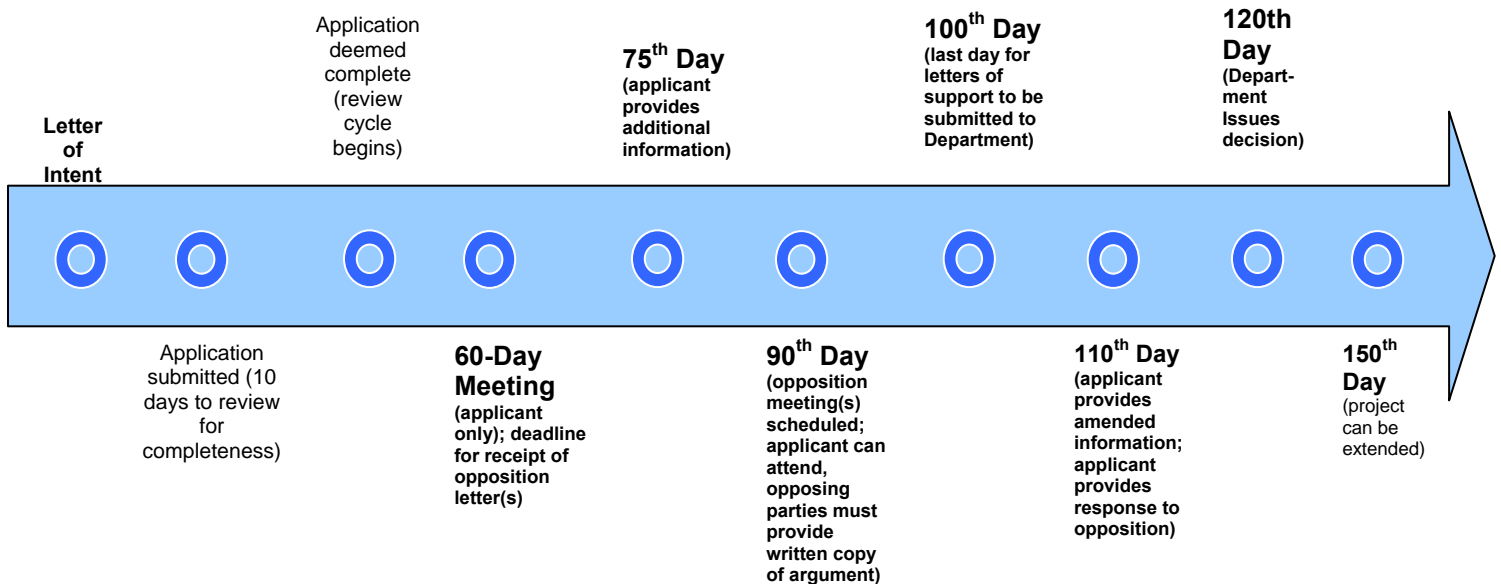 Letter
of
Intent
Application
submitted (10
days to review
for
completeness)
Application
deemed
complete
(review
cycle
begins)
60-Day
Meeting
(applicant
only); deadline
for receipt of
opposition
letter(s)
75th Day
(applicant
provides
additional
information)
90th Day
(opposition
meeting(s)
scheduled;
applicant can
attend,
opposing
parties must
provide
written copy
of argument)
100th Day
(last day for
letters of
support to be
submitted to
Department)
110th Day
(applicant
provides
amended
information;
applicant
provides
response to
opposition)
120th
Day
(Depart-
ment
Issues
decision)
150th
Day
(project
can be
extended)